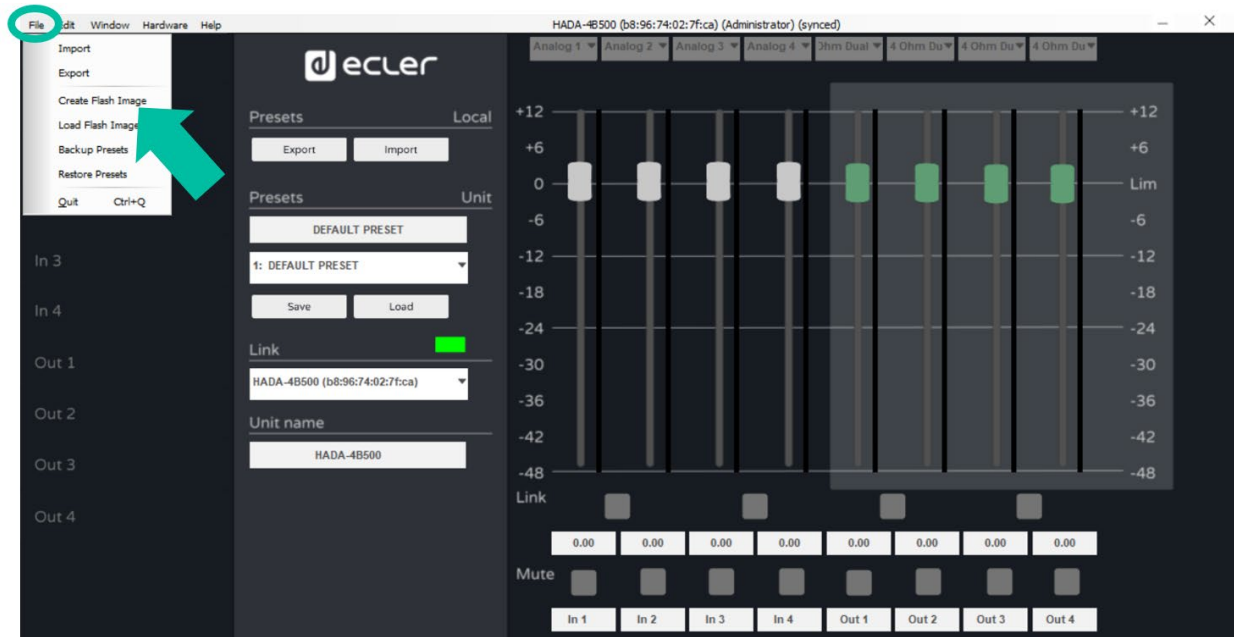 File Edit Window Hardware Help
HADA-4B500 (b8:96:74:02:7f:ca) (Administrator) (synced)
Import
Export
Create Flash Image
Load Flash Image
Backup Presets
Restore Presets
Quit Ctrl+Q
In 3
In 4
Out 1
Out 2
Out 3
Out 4
ecler
Presets Local
Export Import
Presets Unit
DEFAULT PRESET
1: DEFAULT PRESET
Save Load
Link
HADA-4B500 (b8:96:74:02:7f:ca)
Unit name
HADA-4B500
Analog 1 Analog 2 Analog 3 Analog 4 Ohm Dual 4 Ohm Du 4 Ohm Du 4 Ohm Du
+12 +12
+6 +6
0 Lim
-6 -6
-12 -12
-18 -18
-24 -24
-30 -30
-36 -36
-42 -42
-48 -48
Link
0.00 0.00 0.00 0.00 0.00 0.00 0.00 0.00
Mute
In 1 In 2 In 3 In 4 Out 1 Out 2 Out 3 Out 4